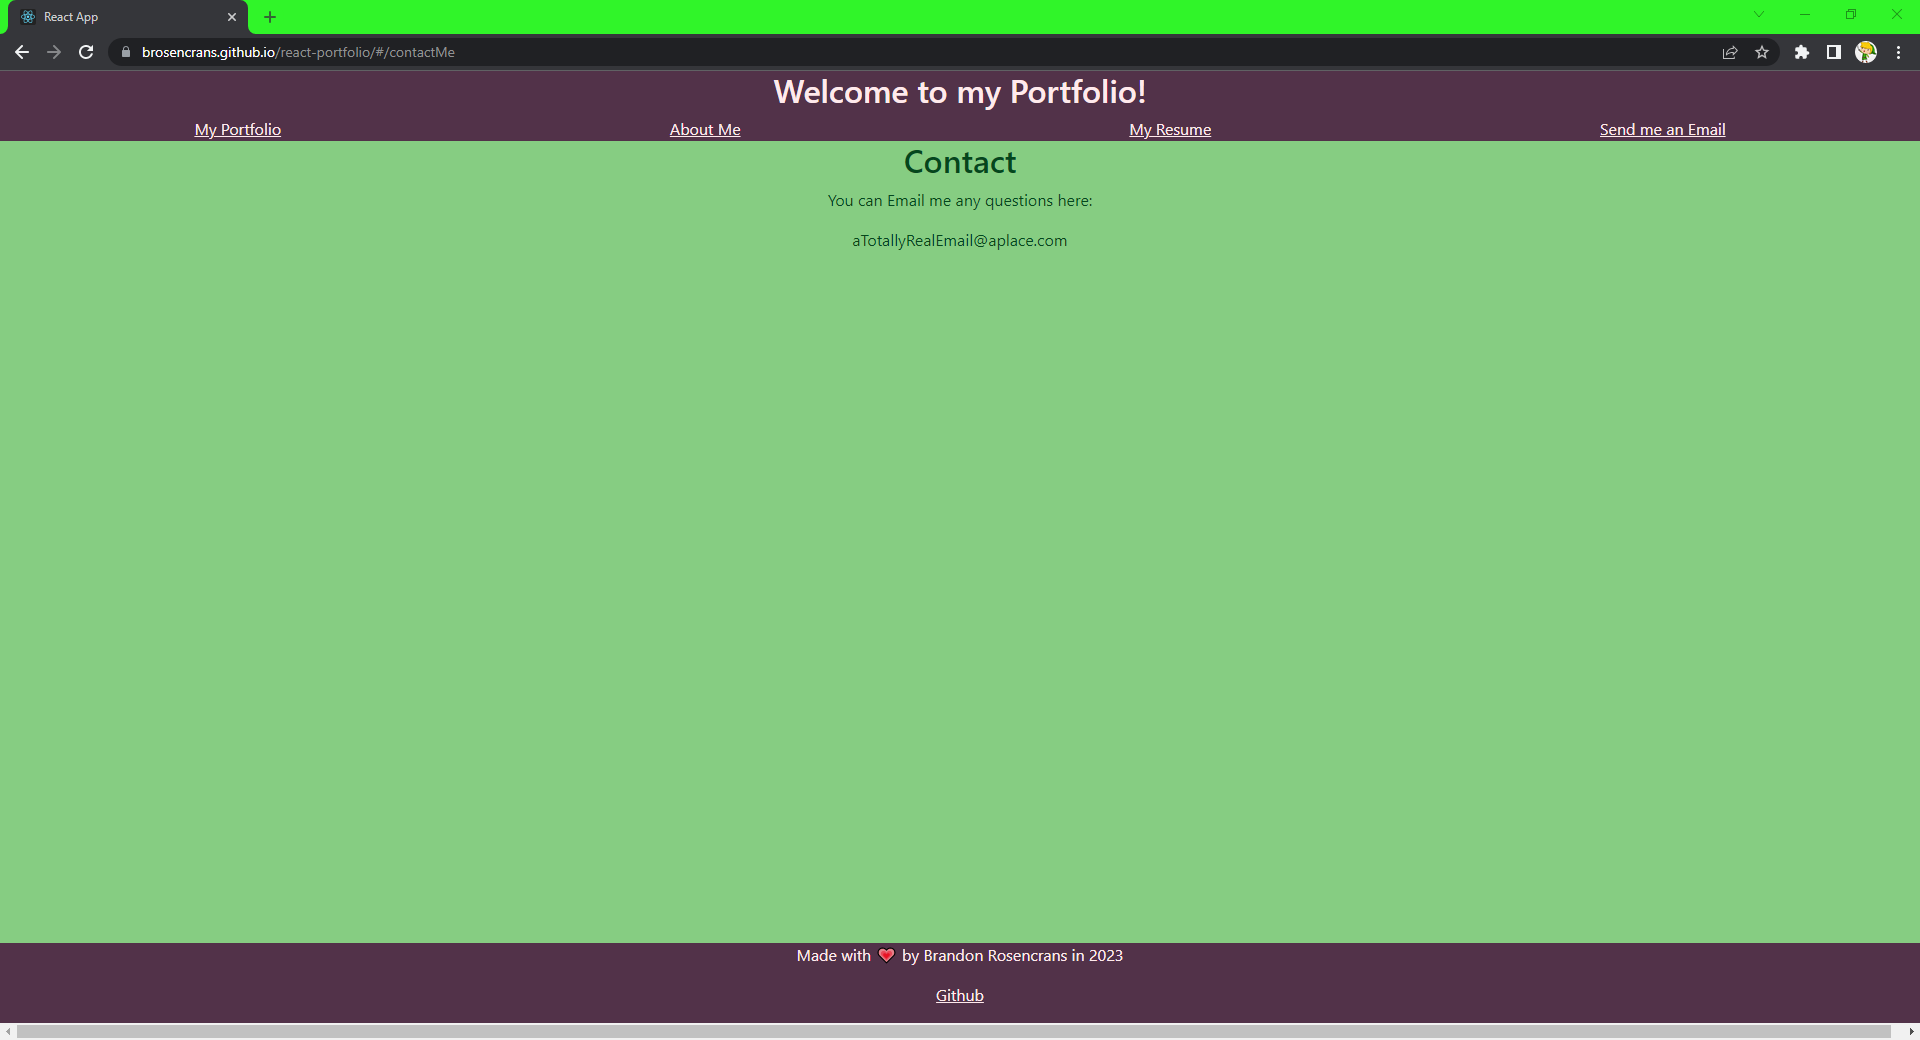 React App
brosencrans.github.io/react-portfolio/#/contactMe
Welcome to my Portfolio!
My Portfolio About Me My Resume Send me an Email
Contact
You can Email me any questions here:
aTotallyRealEmail@aplace.com
Made with ❤️ by Brandon Rosencrans in 2023
Github